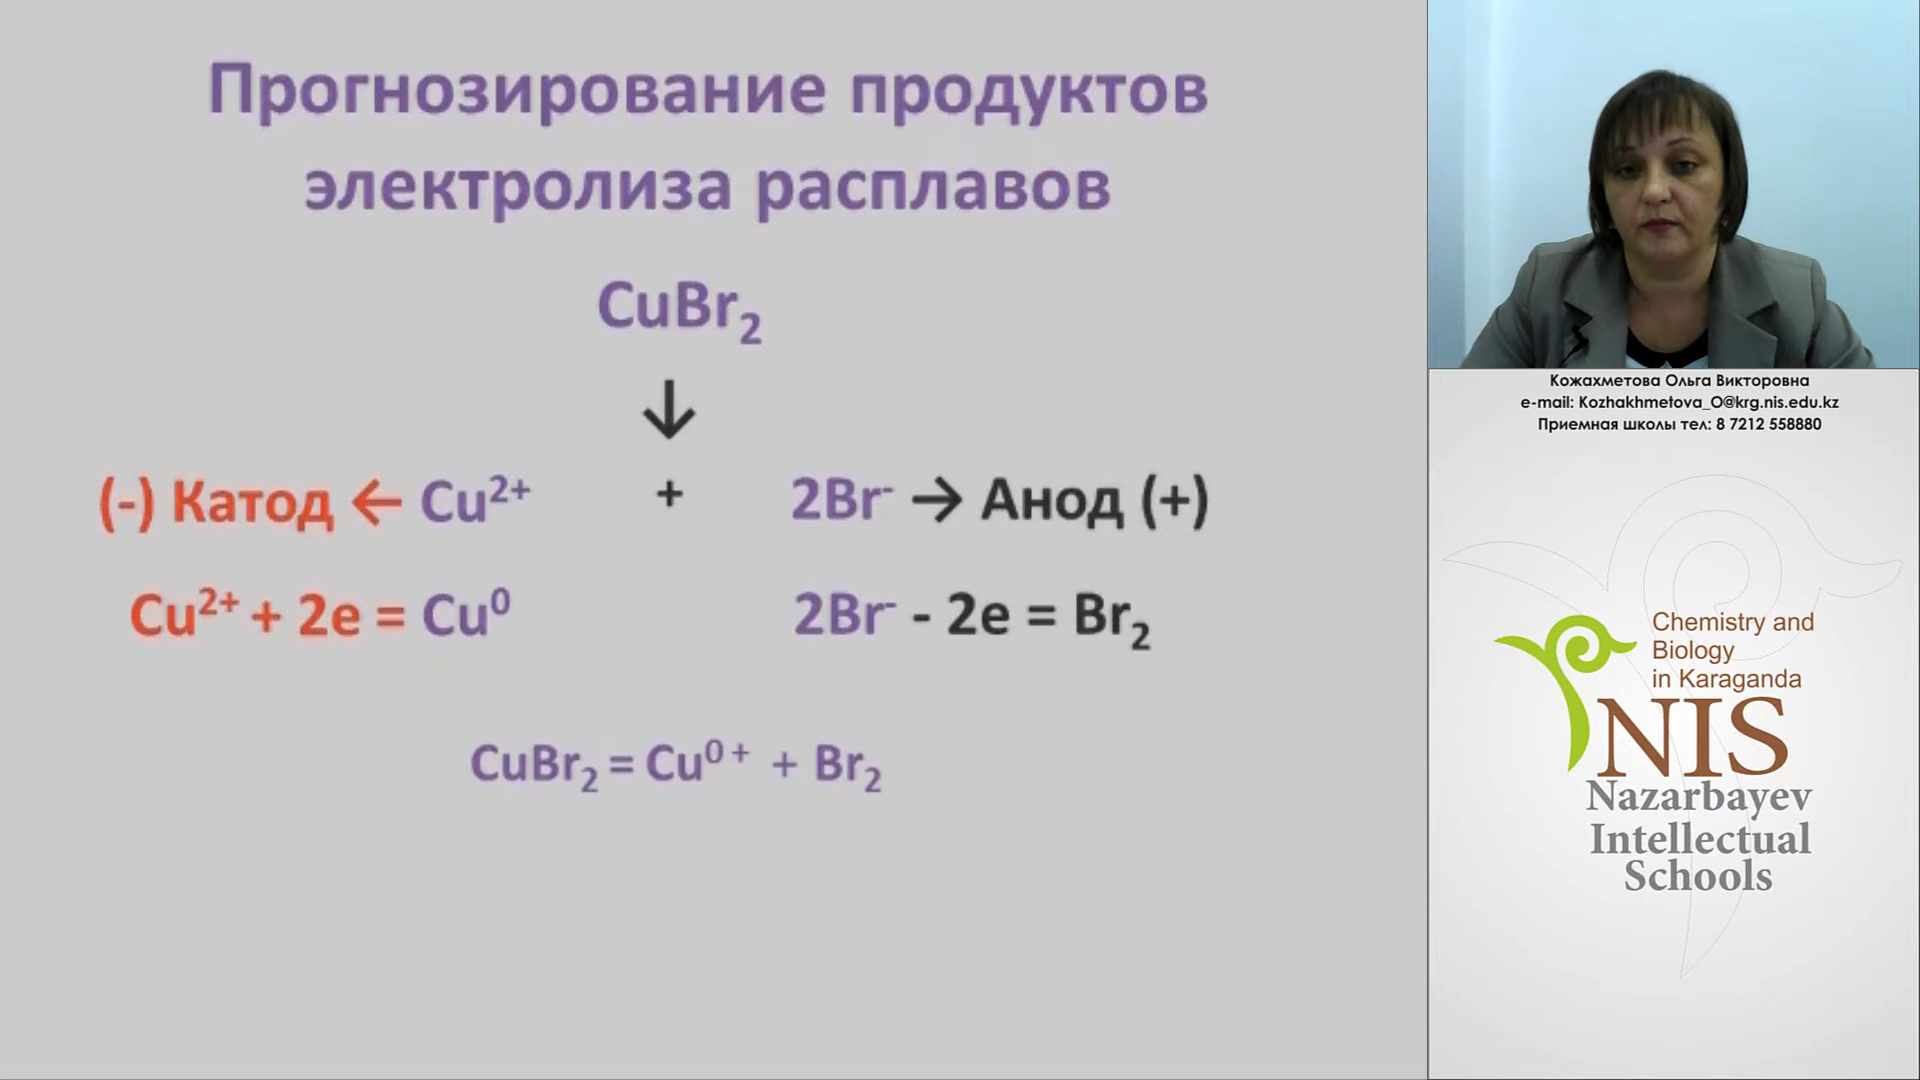 Прогнозирование продуктов
электролиза расплавов
CuBr₂
↓
(-) Катод ← Cu²⁺ + 2Br⁻ → Анод (+)
Cu²⁺ + 2e = Cu⁰ 2Br⁻ - 2e = Br₂
CuBr₂ = Cu⁰ ⁺ + Br₂
Кожахметова Ольга Викторовна
e-mail: Kozhakhmetova_O@krg.nis.edu.kz
Приемная школы тел: 8 7212 558880
Chemistry and
Biology
in Karaganda
NIS
Nazarbayev
Intellectual
Schools